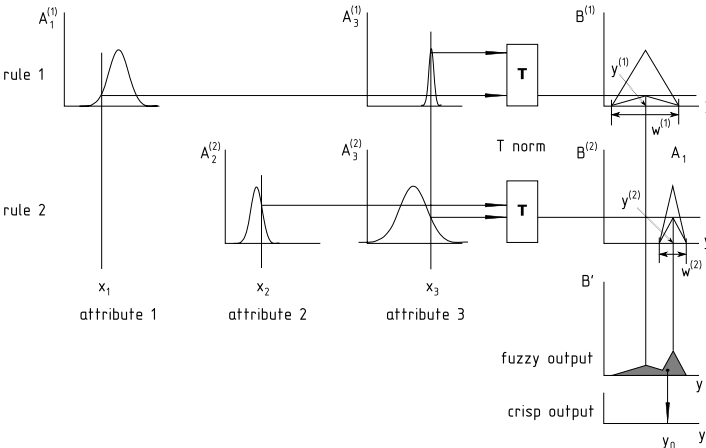 A₁⁽¹⁾ A₃⁽¹⁾ B⁽¹⁾
rule 1 T y⁽¹⁾
w⁽¹⁾
T norm
A₂⁽²⁾ A₃⁽²⁾ B⁽²⁾ A₁
rule 2 T y⁽²⁾
y
w⁽²⁾
x₁ x₂ x₃ B'
attribute 1 attribute 2 attribute 3
fuzzy output
y
crisp output
y₀ y